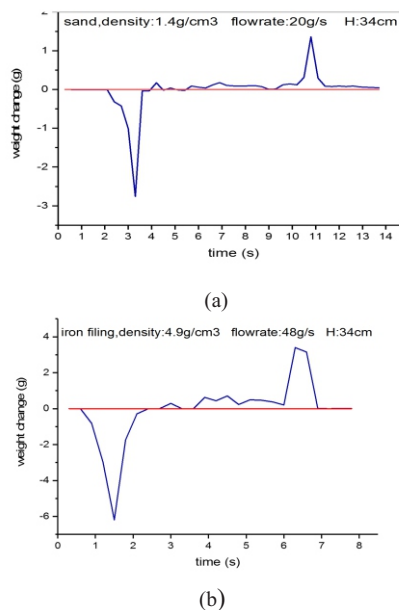 sand,density:1.4g/cm3 flowrate:20g/s H:34cm
2
1
0
-1
-2
-3
weight change (g)
0 1 2 3 4 5 6 7 8 9 10 11 12 13 14
time (s)
(a)
iron filing,density:4.9g/cm3 flowrate:48g/s H:34cm
4
2
0
-2
-4
-6
weight change (g)
0 1 2 3 4 5 6 7 8
time (s)
(b)